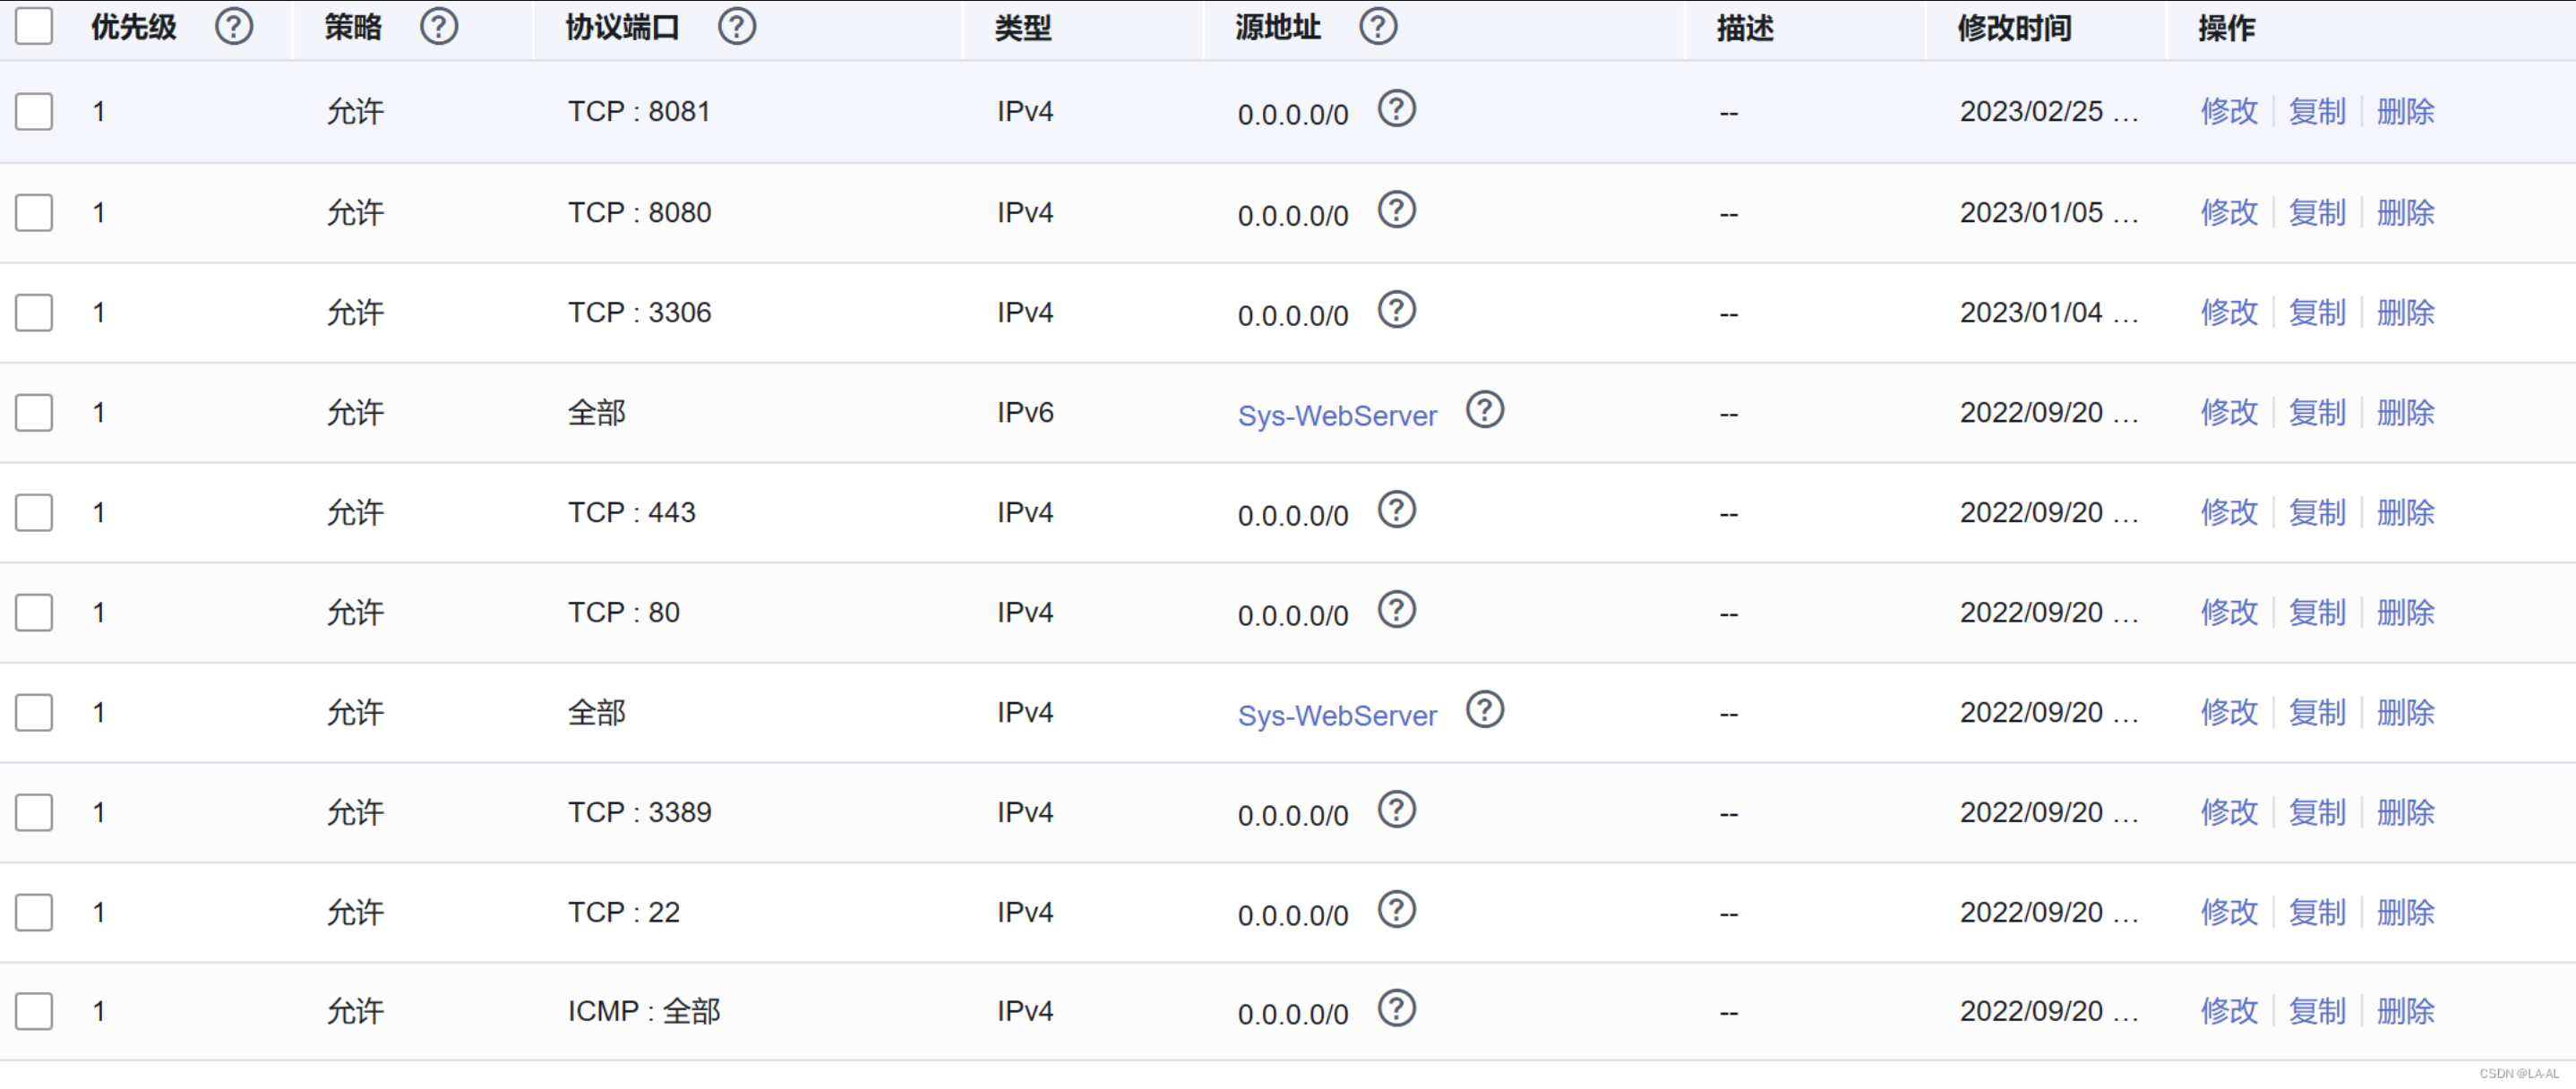 优先级 策略 协议端口 类型 源地址 描述 修改时间 操作
1 允许 TCP : 8081 IPv4 0.0.0.0/0 -- 2023/02/25 ... 修改 复制 删除
1 允许 TCP : 8080 IPv4 0.0.0.0/0 -- 2023/01/05 ... 修改 复制 删除
1 允许 TCP : 3306 IPv4 0.0.0.0/0 -- 2023/01/04 ... 修改 复制 删除
1 允许 全部 IPv6 Sys-WebServer -- 2022/09/20 ... 修改 复制 删除
1 允许 TCP : 443 IPv4 0.0.0.0/0 -- 2022/09/20 ... 修改 复制 删除
1 允许 TCP : 80 IPv4 0.0.0.0/0 -- 2022/09/20 ... 修改 复制 删除
1 允许 全部 IPv4 Sys-WebServer -- 2022/09/20 ... 修改 复制 删除
1 允许 TCP : 3389 IPv4 0.0.0.0/0 -- 2022/09/20 ... 修改 复制 删除
1 允许 TCP : 22 IPv4 0.0.0.0/0 -- 2022/09/20 ... 修改 复制 删除
1 允许 ICMP : 全部 IPv4 0.0.0.0/0 -- 2022/09/20 ... 修改 复制 删除
CSDN @LA-AL